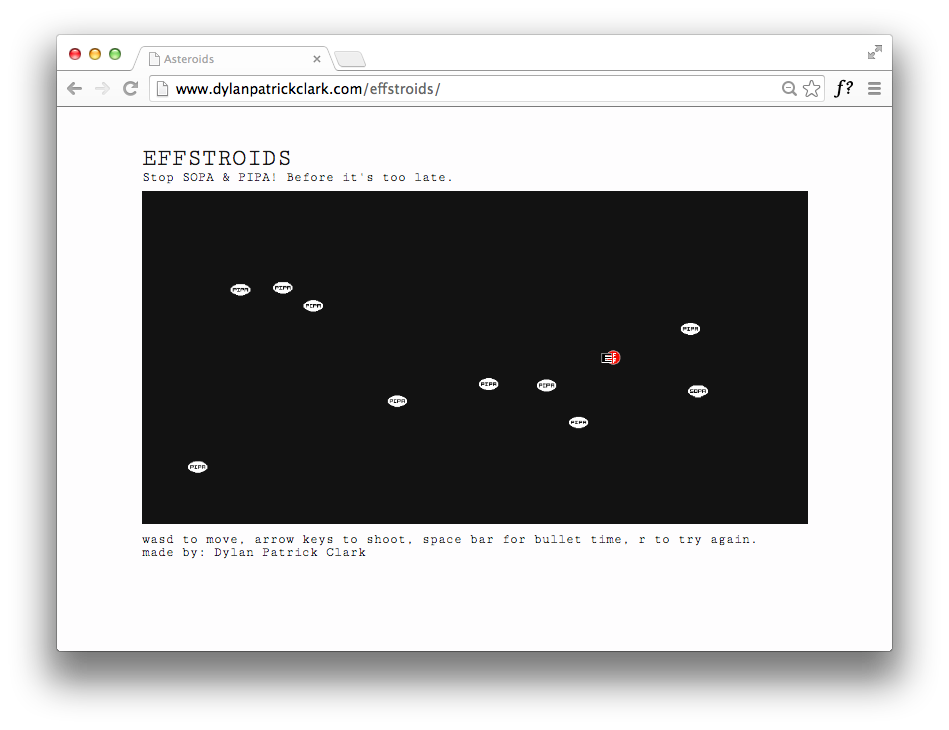 Asteroids
www.dylanpatrickclark.com/effstroids/
f?
EFFSTROIDS
Stop SOPA & PIPA! Before it's too late.
PIPA
PIPA
PIPA
PIPA
PIPA
PIPA
PIPA
SOPA
PIPA
PIPA
wasd to move, arrow keys to shoot, space bar for bullet time, r to try again.
made by: Dylan Patrick Clark